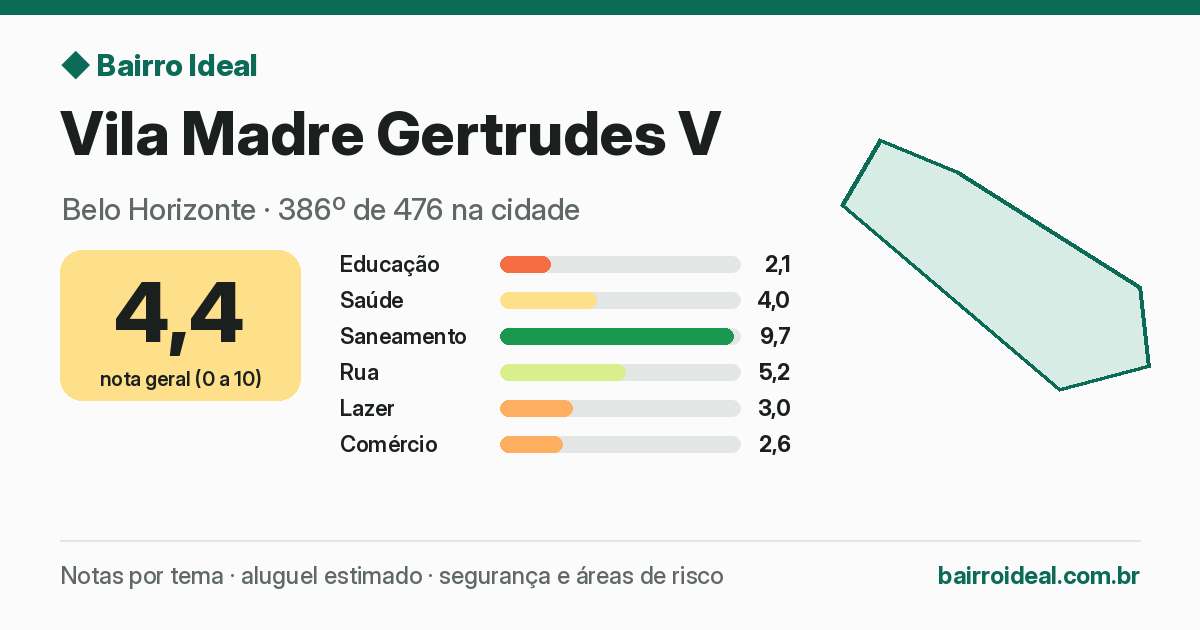 Bairro Ideal
Vila Madre Gertrudes V
Belo Horizonte · 386º de 476 na cidade
4,4
nota geral (0 a 10)
Educação 2,1
Saúde 4,0
Saneamento 9,7
Rua 5,2
Lazer 3,0
Comércio 2,6
Notas por tema · aluguel estimado · segurança e áreas de risco
bairroideal.com.br